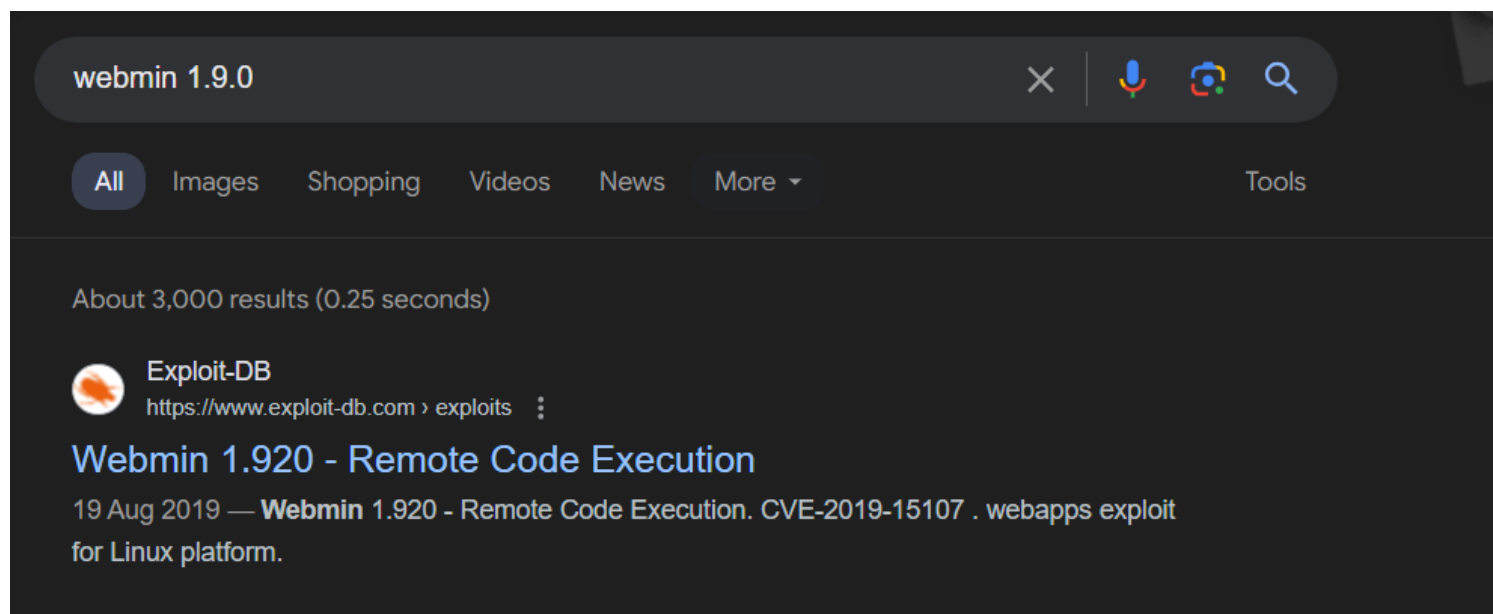 webmin 1.9.0
All Images Shopping Videos News More Tools
About 3,000 results (0.25 seconds)
Exploit-DB
https://www.exploit-db.com › exploits
Webmin 1.920 - Remote Code Execution
19 Aug 2019 — Webmin 1.920 - Remote Code Execution. CVE-2019-15107 . webapps exploit
for Linux platform.